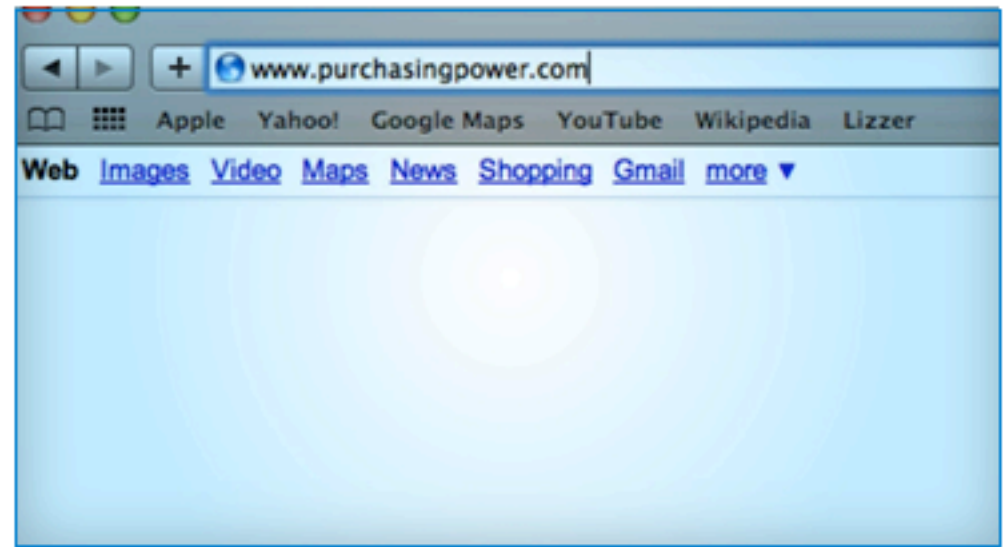 www.purchasingpower.com
Apple Yahoo! Google Maps YouTube Wikipedia Lizzer
Web Images Video Maps News Shopping Gmail more ▼